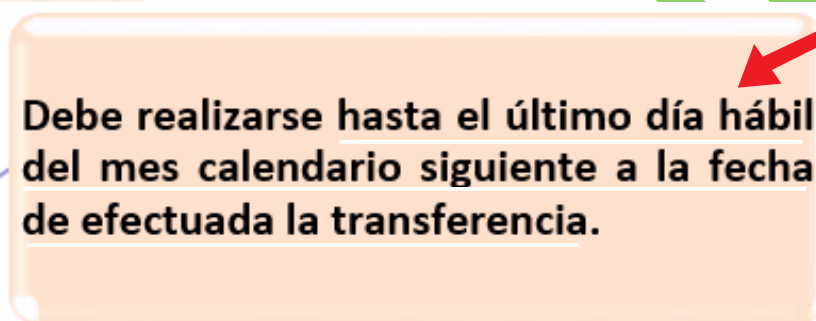 Debe realizarse hasta el último día hábil
del mes calendario siguiente a la fecha
de efectuada la transferencia.